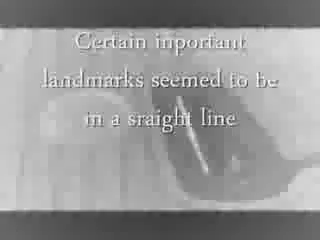 Certain inportant
landmarks seemed to be
in a sraight line